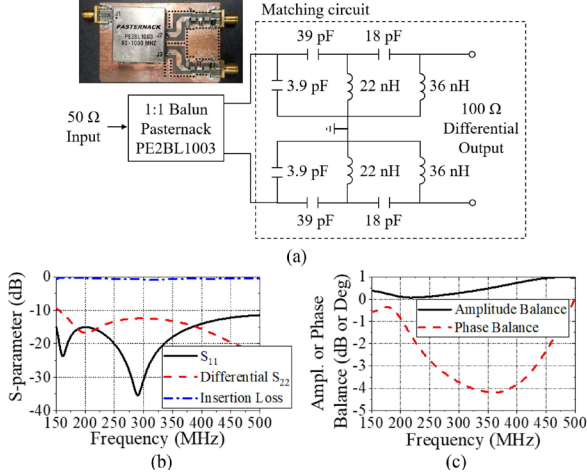 Matching circuit
J1
PASTERNACK
PE2BL1003
J2
J3
39 pF
18 pF
3.9 pF
22 nH
36 nH
50 Ω
Input
1:1 Balun
Pasternack
PE2BL1003
100 Ω
Differential
Output
3.9 pF
22 nH
36 nH
39 pF
18 pF
(a)
S-parameter (dB)
0
-10
-20
-30
-40
S11
Differential S22
Insertion Loss
150 200 250 300 350 400 450 500
Frequency (MHz)
(b)
Ampl. or Phase
Balance (dB or Deg)
1
0
-1
-2
-3
-4
-5
Amplitude Balance
Phase Balance
150 200 250 300 350 400 450 500
Frequency (MHz)
(c)